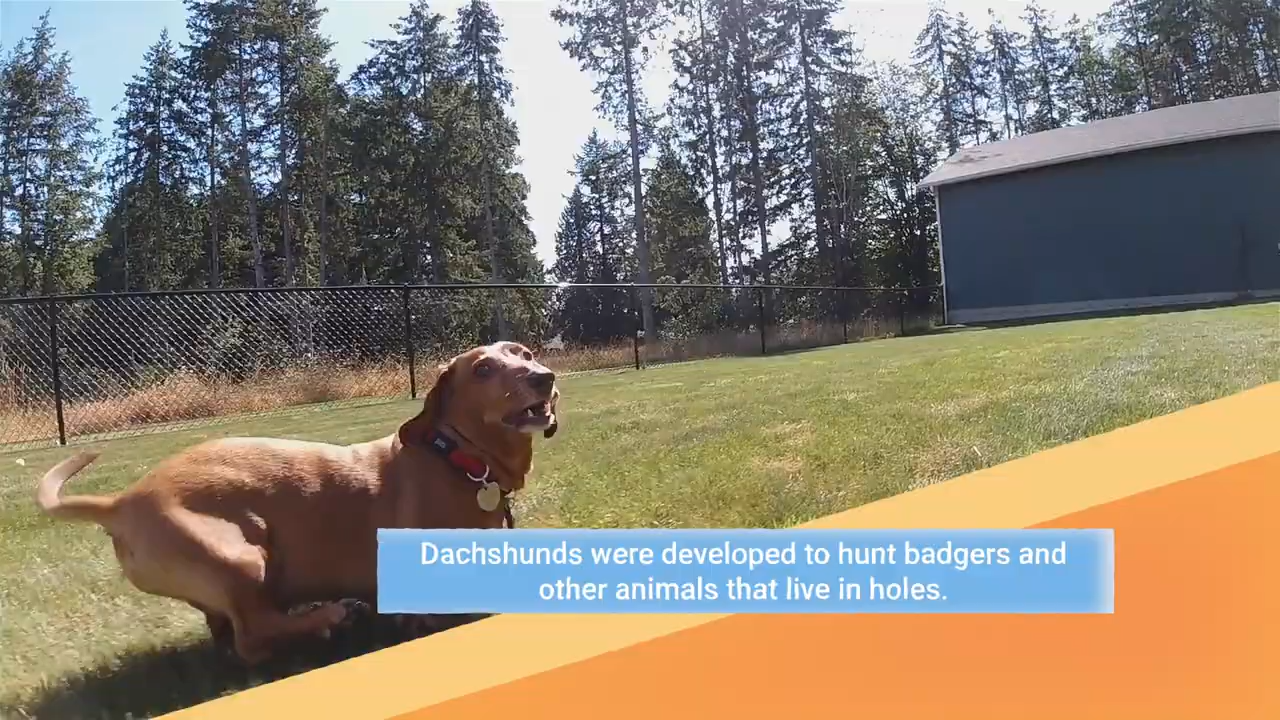 Dachshunds were developed to hunt badgers and
other animals that live in holes.